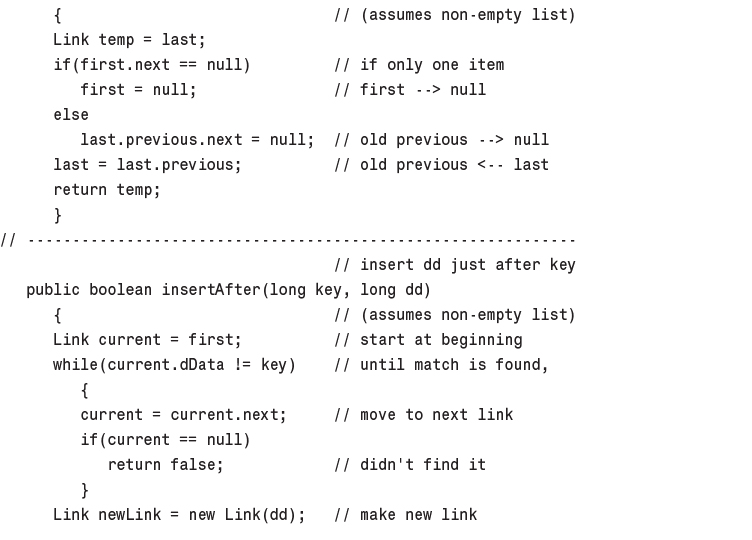 {                              // (assumes non-empty list)
      Link temp = last;
      if(first.next == null)         // if only one item
         first = null;               // first --> null
      else
         last.previous.next = null;  // old previous --> null
      last = last.previous;          // old previous <-- last
      return temp;
      }
// -------------------------------------------------------------
                                     // insert dd just after key
   public boolean insertAfter(long key, long dd)
      {                              // (assumes non-empty list)
      Link current = first;          // start at beginning
      while(current.dData != key)    // until match is found,
         {
         current = current.next;     // move to next link
         if(current == null)
            return false;            // didn't find it
         }
      Link newLink = new Link(dd);   // make new link